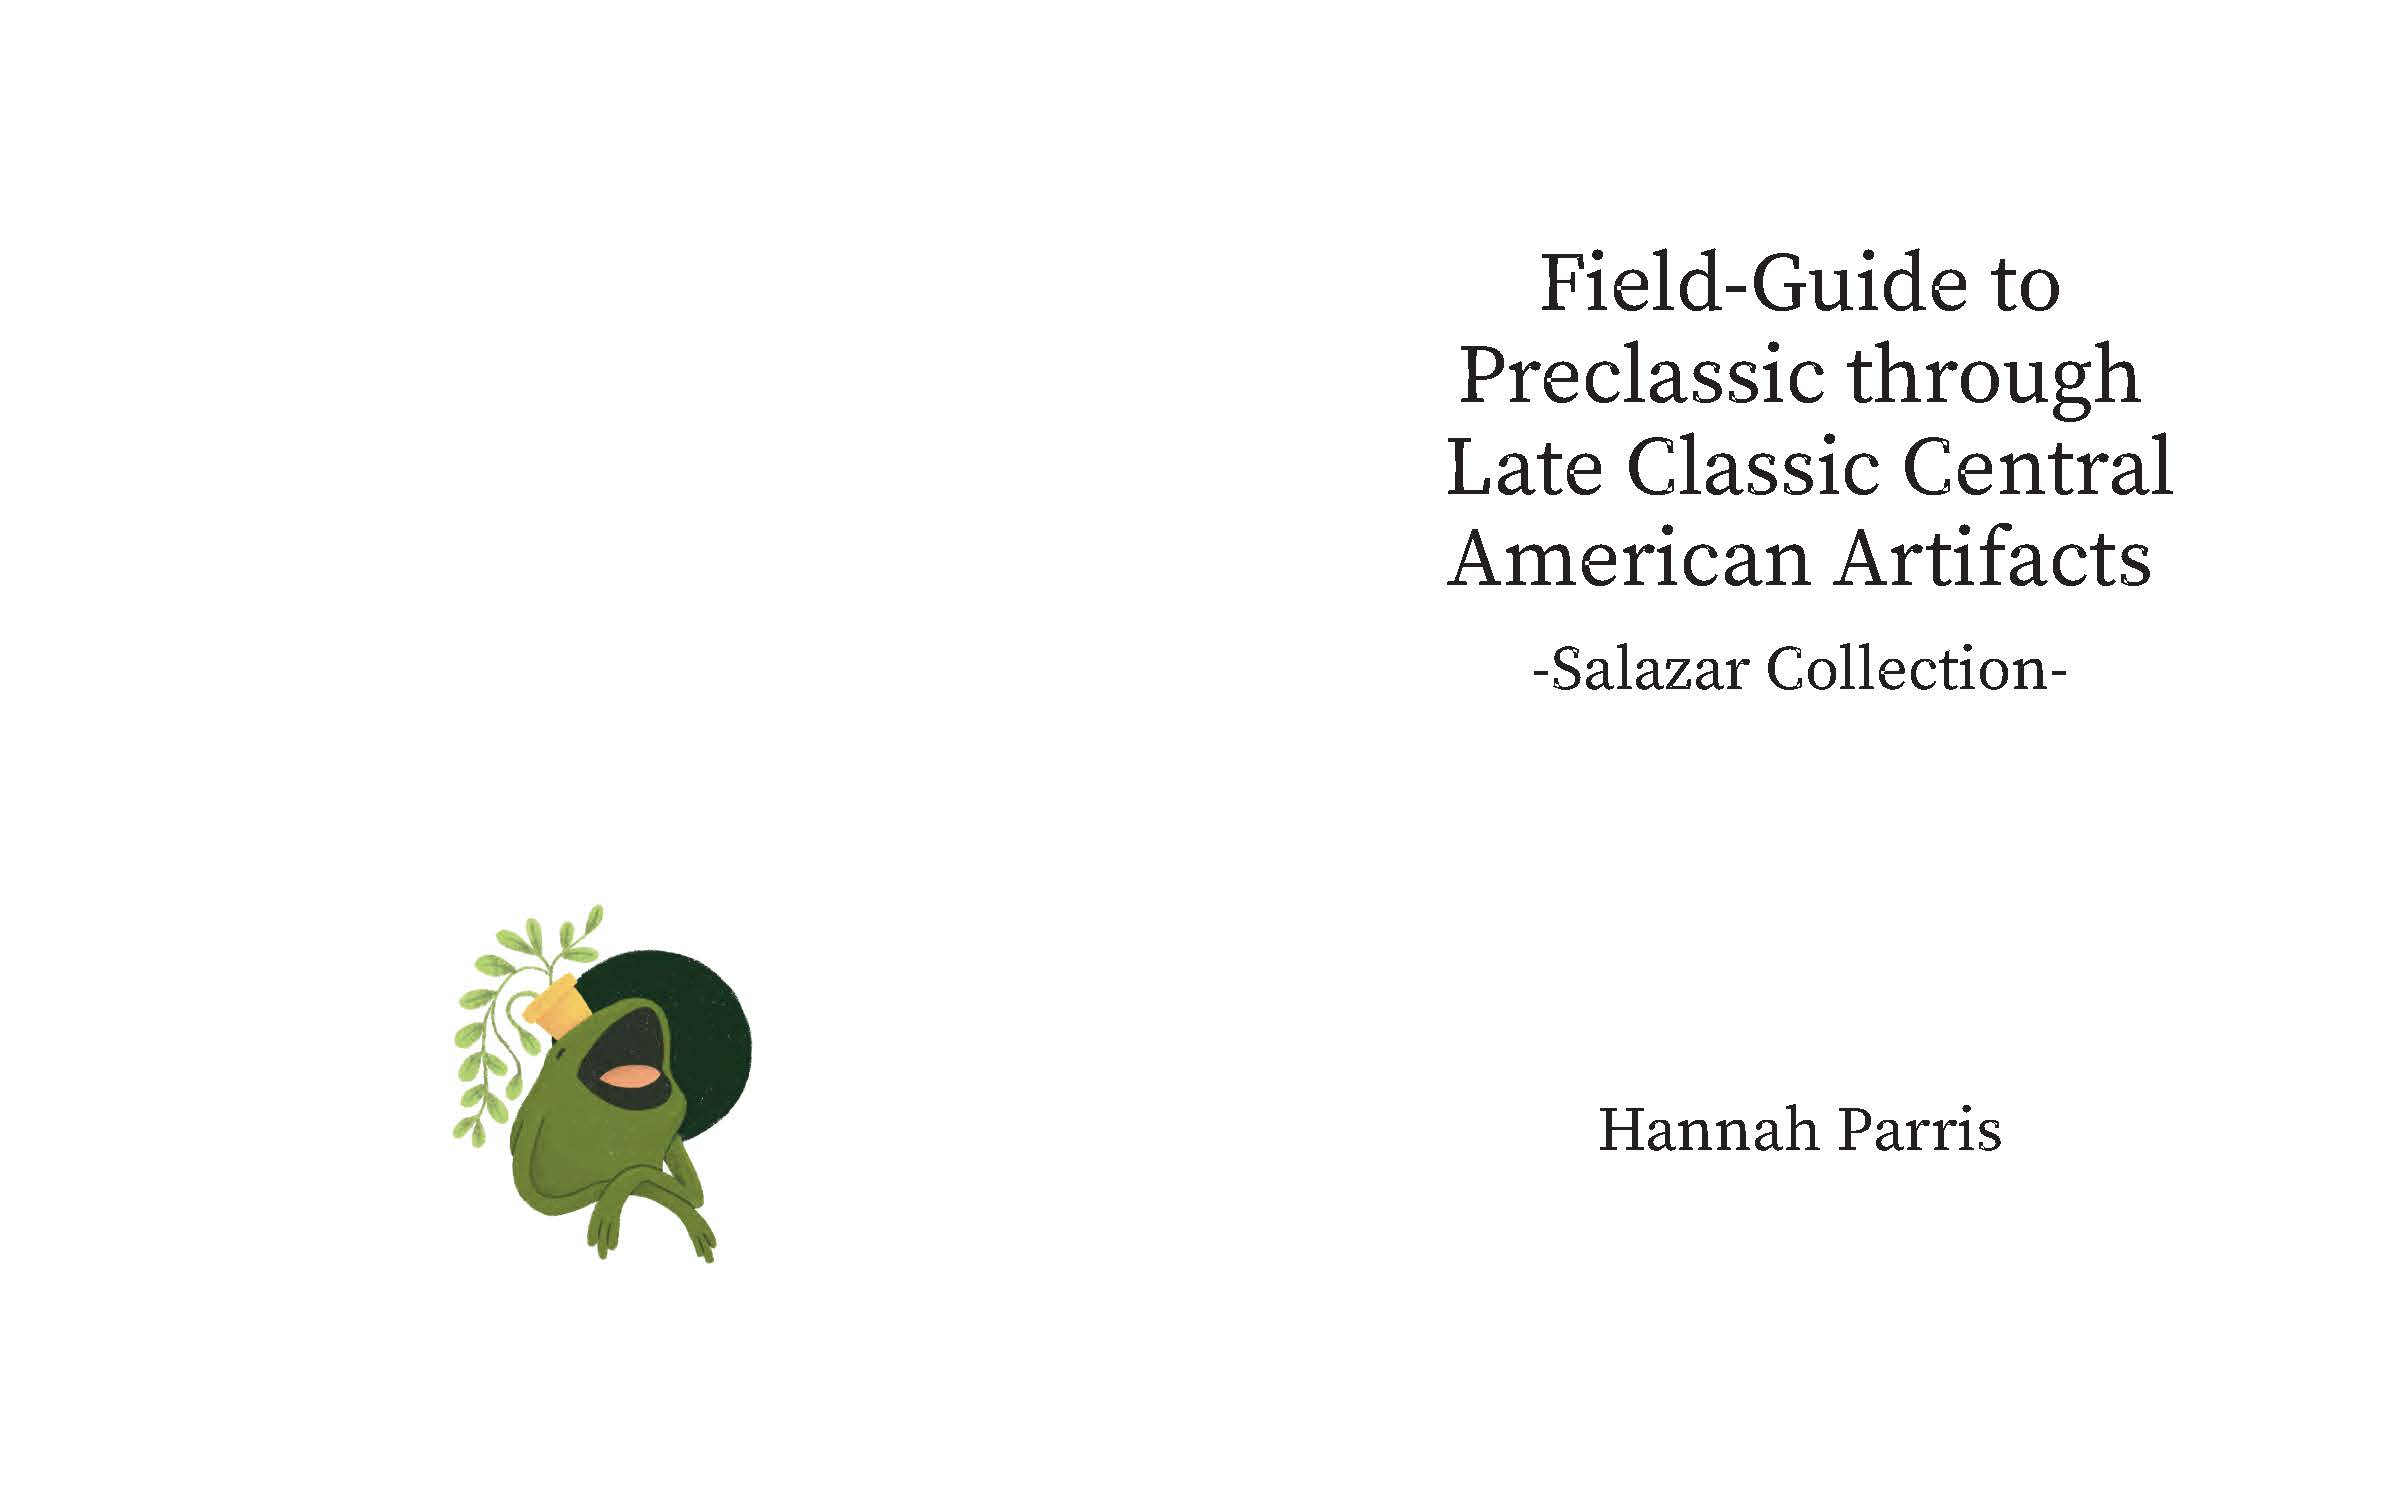 Field-Guide to
Preclassic through
Late Classic Central
American Artifacts
-Salazar Collection-
Hannah Parris